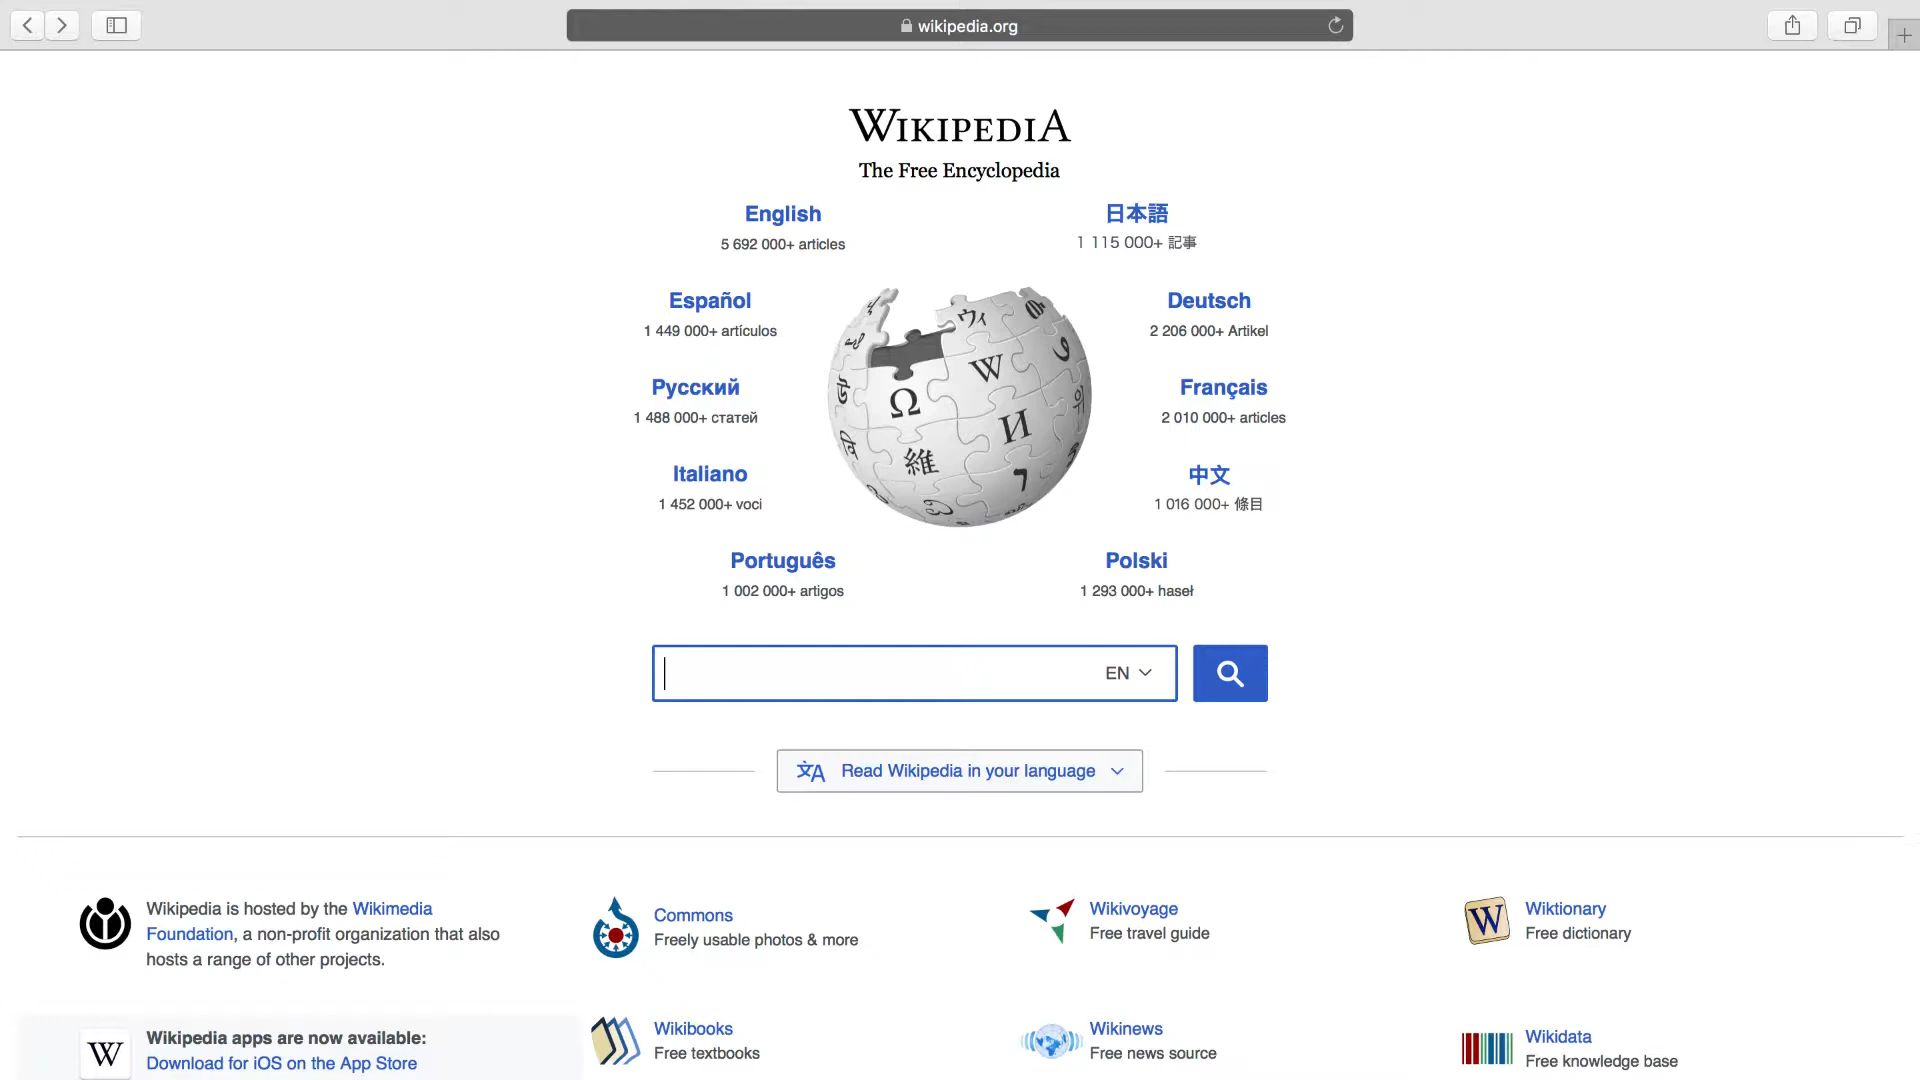 wikipedia.org
WIKIPEDIA
The Free Encyclopedia
English
5 692 000+ articles
日本語
1 115 000+ 記事
Español
1 449 000+ artículos
Deutsch
2 206 000+ Artikel
Русский
1 488 000+ статей
Français
2 010 000+ articles
Italiano
1 452 000+ voci
中文
1 016 000+ 條目
Português
1 002 000+ artigos
Polski
1 293 000+ haseł
Ω
W
И
維
ウィ
EN
Read Wikipedia in your language
Wikipedia is hosted by the Wikimedia
Foundation, a non-profit organization that also
hosts a range of other projects.
Commons
Freely usable photos & more
Wikivoyage
Free travel guide
W
Wiktionary
Free dictionary
W
Wikipedia apps are now available:
Download for iOS on the App Store
Wikibooks
Free textbooks
Wikinews
Free news source
Wikidata
Free knowledge base